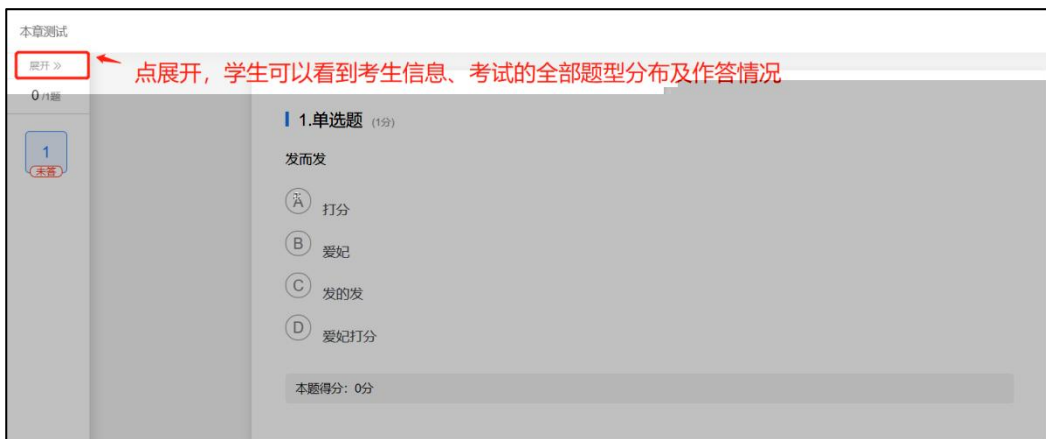 本章测试
展开 »
点展开，学生可以看到考生信息、考试的全部题型分布及作答情况
0 /1题
1
未答
1.单选题 (1分)
发而发
A 打分
B 爱妃
C 发的发
D 爱妃打分
本题得分：0分